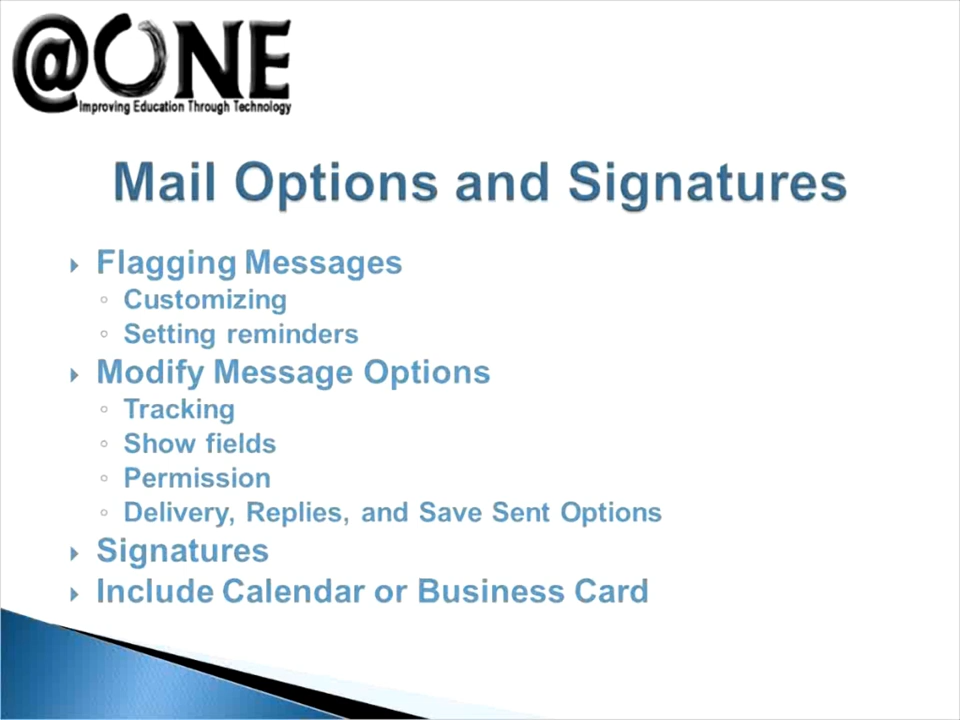 @ONE
Improving Education Through Technology
Mail Options and Signatures
Flagging Messages
Customizing
Setting reminders
Modify Message Options
Tracking
Show fields
Permission
Delivery, Replies, and Save Sent Options
Signatures
Include Calendar or Business Card